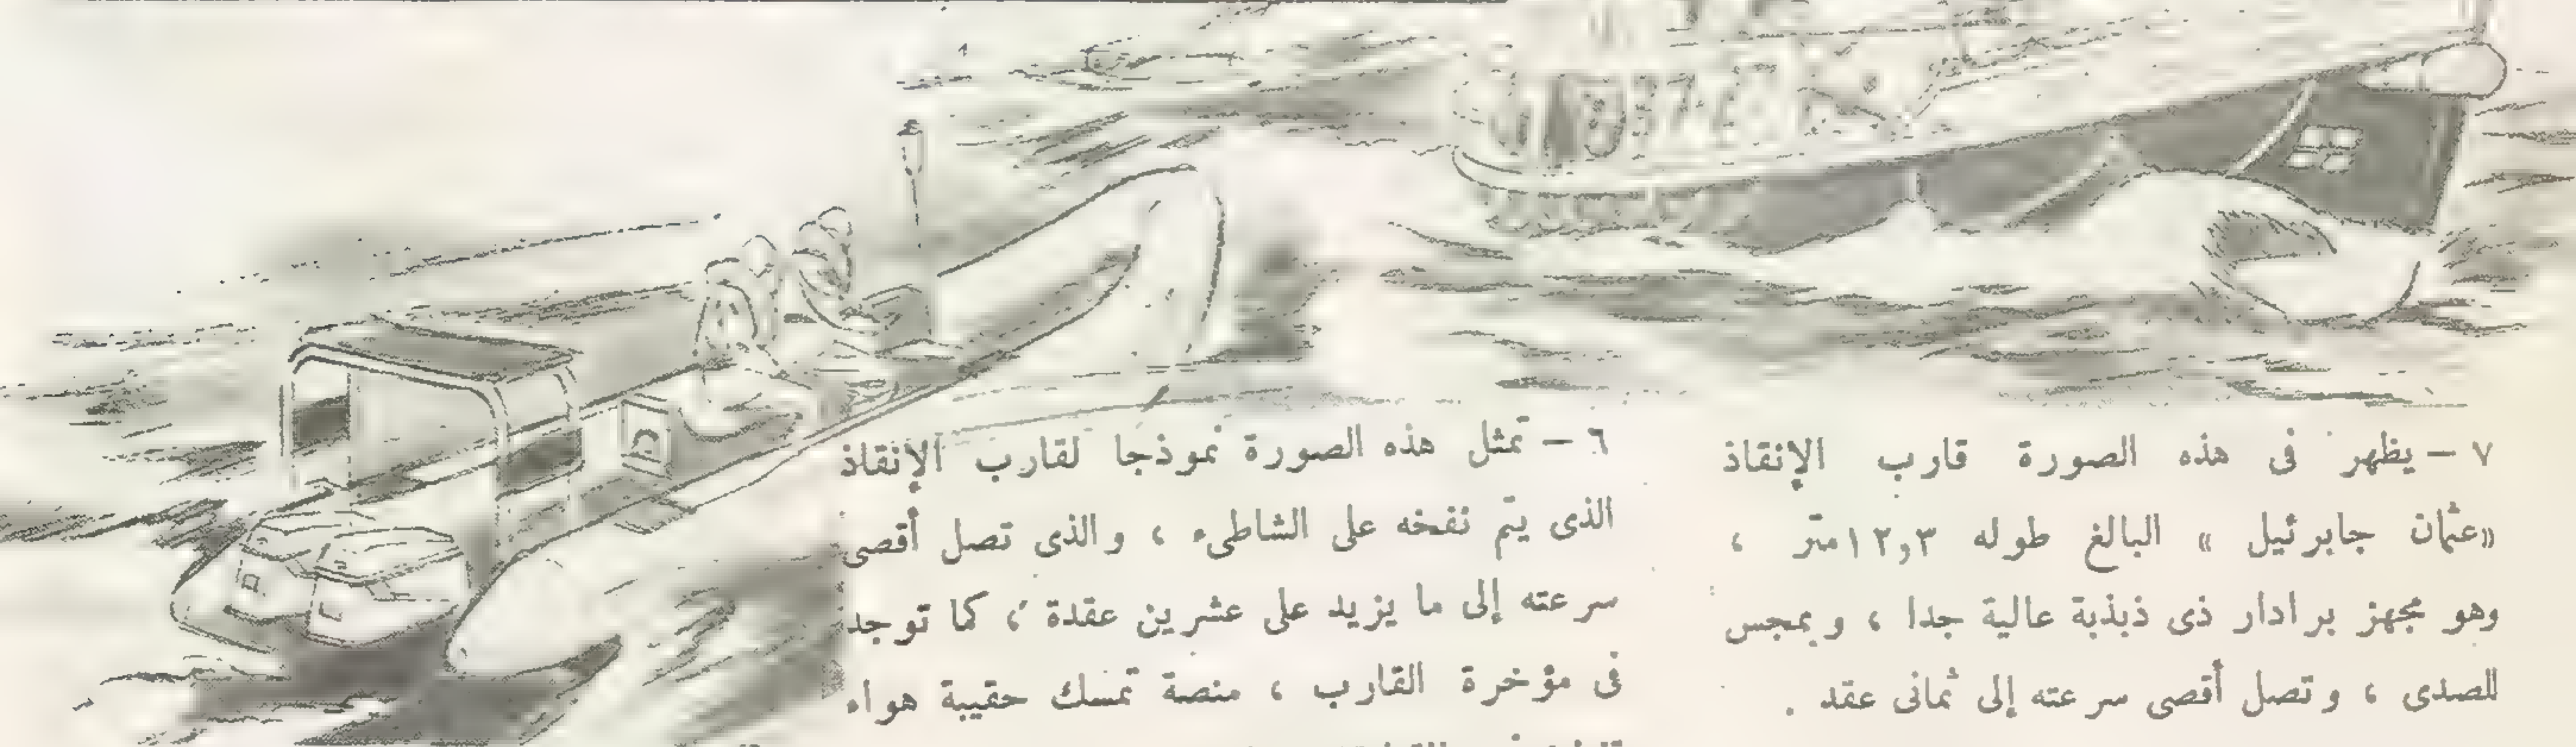 ٧ – يظهر فى هذه الصورة قارب الإنقاذ
«عثمان جابرئيل » البالغ طوله ١٢,٣متر ،
وهو مجهز برادار ذى ذبذبة عالية جدا ، وبمجس
للصدى ، وتصل أقصى سرعته إلى ثمانى عقد .
٦ – تمثل هذه الصورة نموذجا لقارب الإنقاذ
الذى يتم نفخه على الشاطىء ، والذى تصل أقصى
سرعته إلى ما يزيد على عشرين عقدة ، كما توجد
فى مؤخرة القارب ، منصة تمسك حقيبة هواء